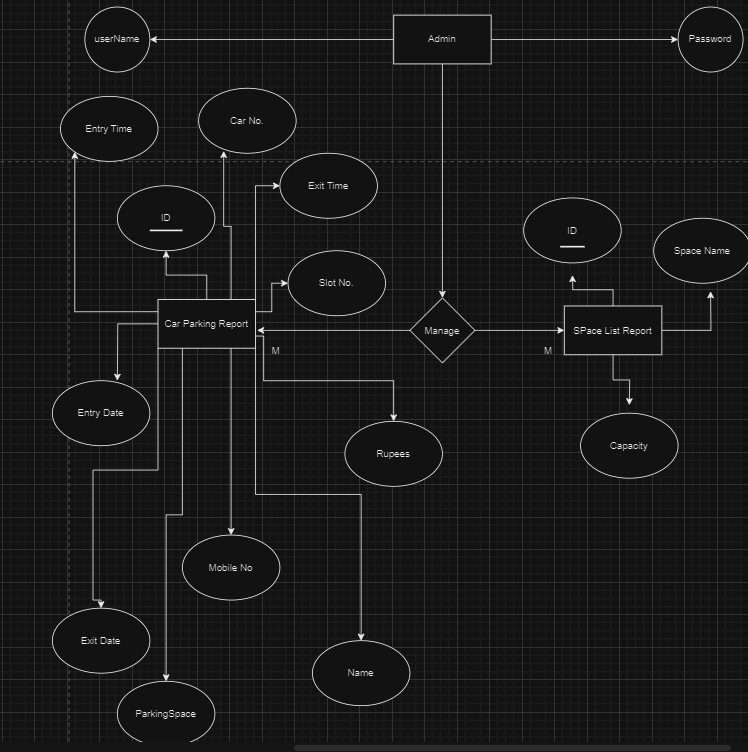 userName
Admin
Password
Entry Time
Car No.
Exit Time
ID
ID
Space Name
Slot No.
Car Parking Report
Manage
SPace List Report
M
M
Entry Date
Rupees
Capacity
Mobile No
Exit Date
Name
ParkingSpace